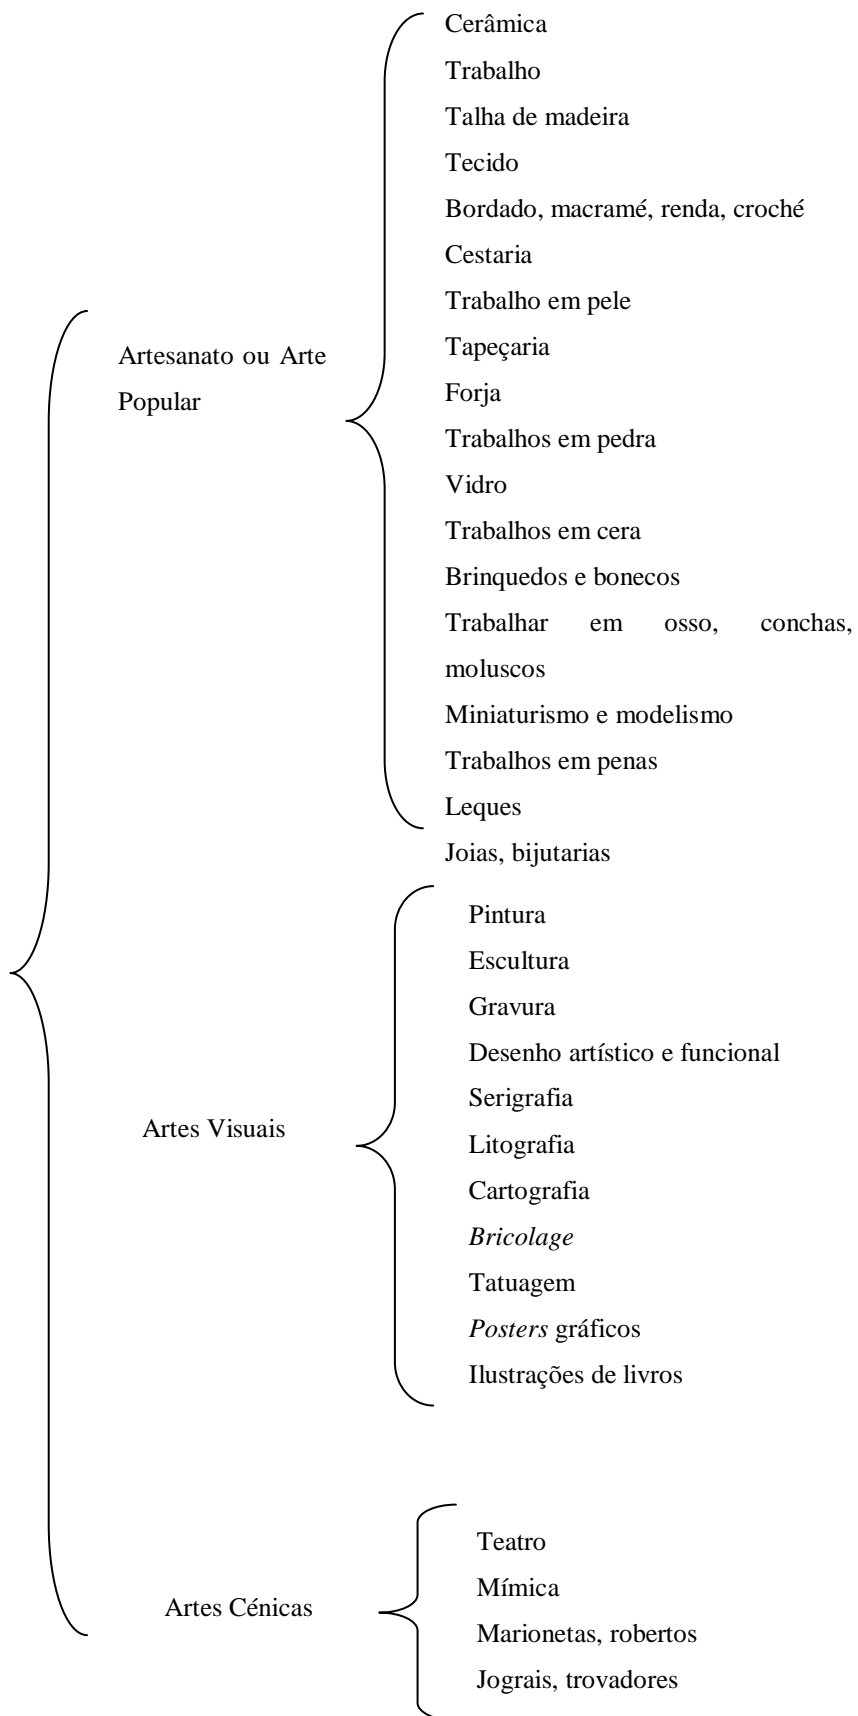 Artesanato ou Arte
Popular
Cerâmica
Trabalho
Talha de madeira
Tecido
Bordado, macramé, renda, croché
Cestaria
Trabalho em pele
Tapeçaria
Forja
Trabalhos em pedra
Vidro
Trabalhos em cera
Brinquedos e bonecos
Trabalhar em osso, conchas,
moluscos
Miniaturismo e modelismo
Trabalhos em penas
Leques
Joias, bijutarias
Artes Visuais
Pintura
Escultura
Gravura
Desenho artístico e funcional
Serigrafia
Litografia
Cartografia
Bricolage
Tatuagem
Posters gráficos
Ilustrações de livros
Artes Cénicas
Teatro
Mímica
Marionetas, robertos
Jograis, trovadores